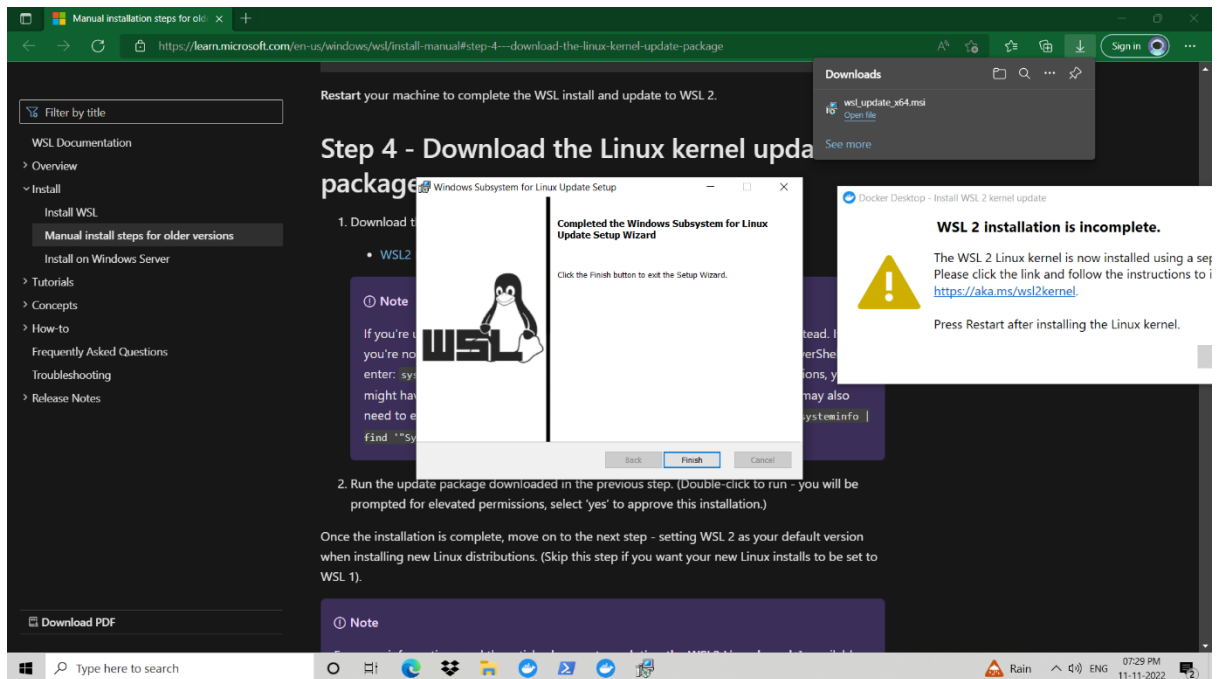 Manual installation steps for old
https://learn.microsoft.com/en-us/windows/wsl/install-manual#step-4---download-the-linux-kernel-update-package
Sign in
Filter by title
WSL Documentation
Overview
Install
Install WSL
Manual install steps for older versions
Install on Windows Server
Tutorials
Concepts
How-to
Frequently Asked Questions
Troubleshooting
Release Notes
Download PDF
Restart your machine to complete the WSL install and update to WSL 2.
Step 4 - Download the Linux kernel upda
package
1. Download t
WSL2
Note
If you're u tead. I
you're no erShe
enter: sys ions, y
might hav may also
need to e systeminfo |
find '"Sy
2. Run the update package downloaded in the previous step. (Double-click to run - you will be
prompted for elevated permissions, select 'yes' to approve this installation.)
Once the installation is complete, move on to the next step - setting WSL 2 as your default version
when installing new Linux distributions. (Skip this step if you want your new Linux installs to be set to
WSL 1).
Note
Downloads
wsl_update_x64.msi
Open file
See more
Windows Subsystem for Linux Update Setup
Completed the Windows Subsystem for Linux
Update Setup Wizard
Click the Finish button to exit the Setup Wizard.
WSL
Back Finish Cancel
Docker Desktop - Install WSL 2 kernel update
WSL 2 installation is incomplete.
The WSL 2 Linux kernel is now installed using a sep
Please click the link and follow the instructions to i
https://aka.ms/wsl2kernel.
Press Restart after installing the Linux kernel.
Type here to search
Rain
ENG
07:29 PM
11-11-2022
2